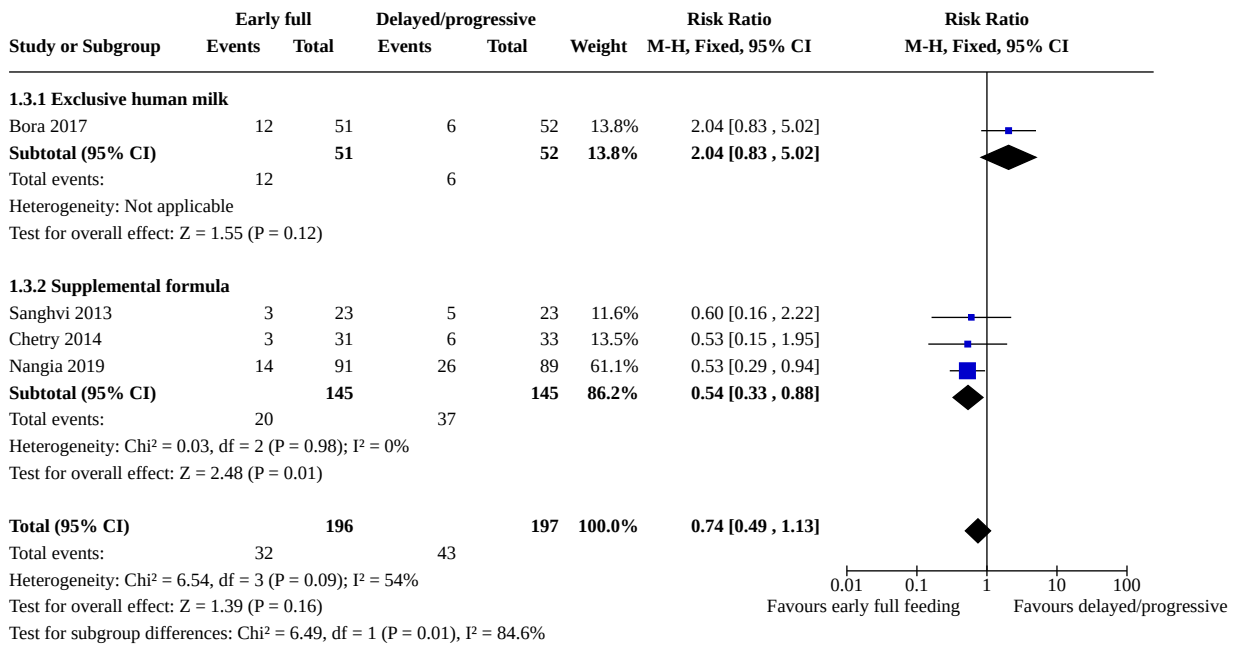 Early full Delayed/progressive Risk Ratio Risk Ratio
Study or Subgroup Events Total Events Total Weight M-H, Fixed, 95% CI M-H, Fixed, 95% CI
1.3.1 Exclusive human milk
Bora 2017 12 51 6 52 13.8% 2.04 [0.83 , 5.02]
Subtotal (95% CI) 51 52 13.8% 2.04 [0.83 , 5.02]
Total events: 12 6
Heterogeneity: Not applicable
Test for overall effect: Z = 1.55 (P = 0.12)
1.3.2 Supplemental formula
Sanghvi 2013 3 23 5 23 11.6% 0.60 [0.16 , 2.22]
Chetry 2014 3 31 6 33 13.5% 0.53 [0.15 , 1.95]
Nangia 2019 14 91 26 89 61.1% 0.53 [0.29 , 0.94]
Subtotal (95% CI) 145 145 86.2% 0.54 [0.33 , 0.88]
Total events: 20 37
Heterogeneity: Chi² = 0.03, df = 2 (P = 0.98); I² = 0%
Test for overall effect: Z = 2.48 (P = 0.01)
Total (95% CI) 196 197 100.0% 0.74 [0.49 , 1.13]
Total events: 32 43
Heterogeneity: Chi² = 6.54, df = 3 (P = 0.09); I² = 54%
0.01 0.1 1 10 100
Test for overall effect: Z = 1.39 (P = 0.16) Favours early full feeding Favours delayed/progressive
Test for subgroup differences: Chi² = 6.49, df = 1 (P = 0.01), I² = 84.6%